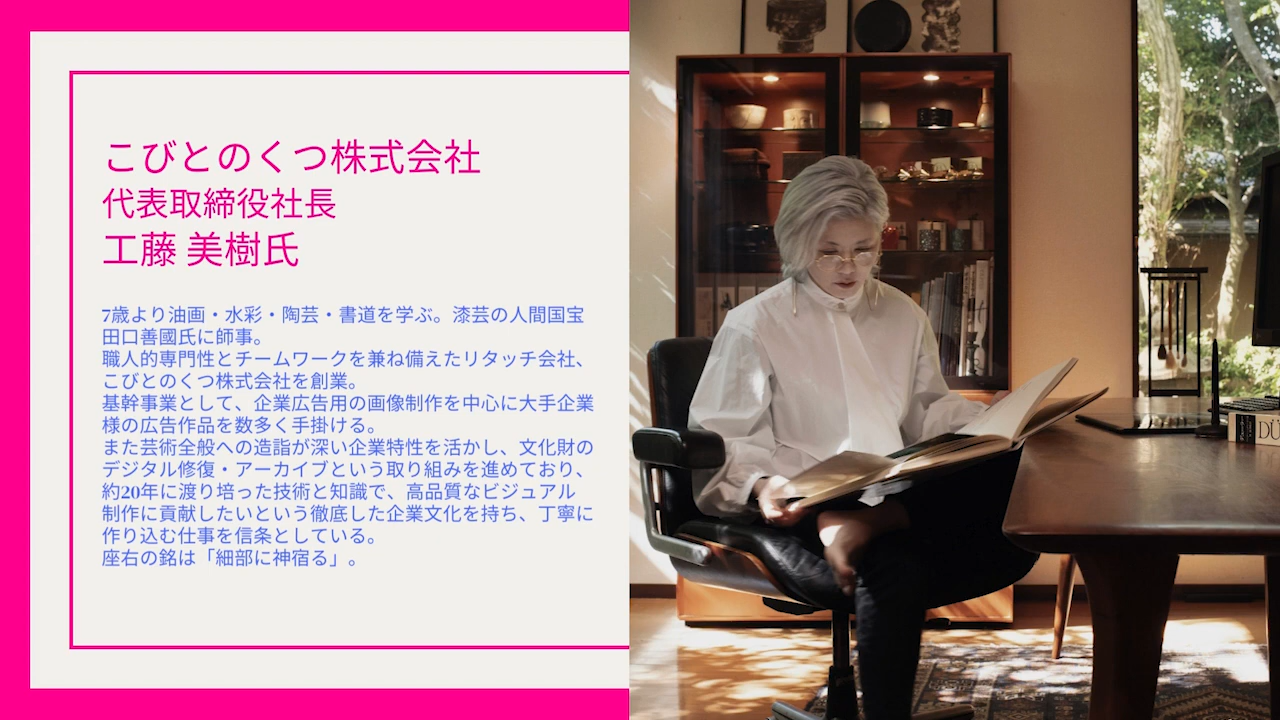 こびとのくつ株式会社
代表取締役社長
工藤 美樹氏
7歳より油画・水彩・陶芸・書道を学ぶ。漆芸の人間国宝
田口善國氏に師事。
職人的専門性とチームワークを兼ね備えたリタッチ会社、
こびとのくつ株式会社を創業。
基幹事業として、企業広告用の画像制作を中心に大手企業
様の広告作品を数多く手掛ける。
また芸術全般への造詣が深い企業特性を活かし、文化財の
デジタル修復・アーカイブという取り組みを進めており、
約20年に渡り培った技術と知識で、高品質なビジュアル
制作に貢献したいという徹底した企業文化を持ち、丁寧に
作り込む仕事を信条としている。
座右の銘は「細部に神宿る」。
DÜ